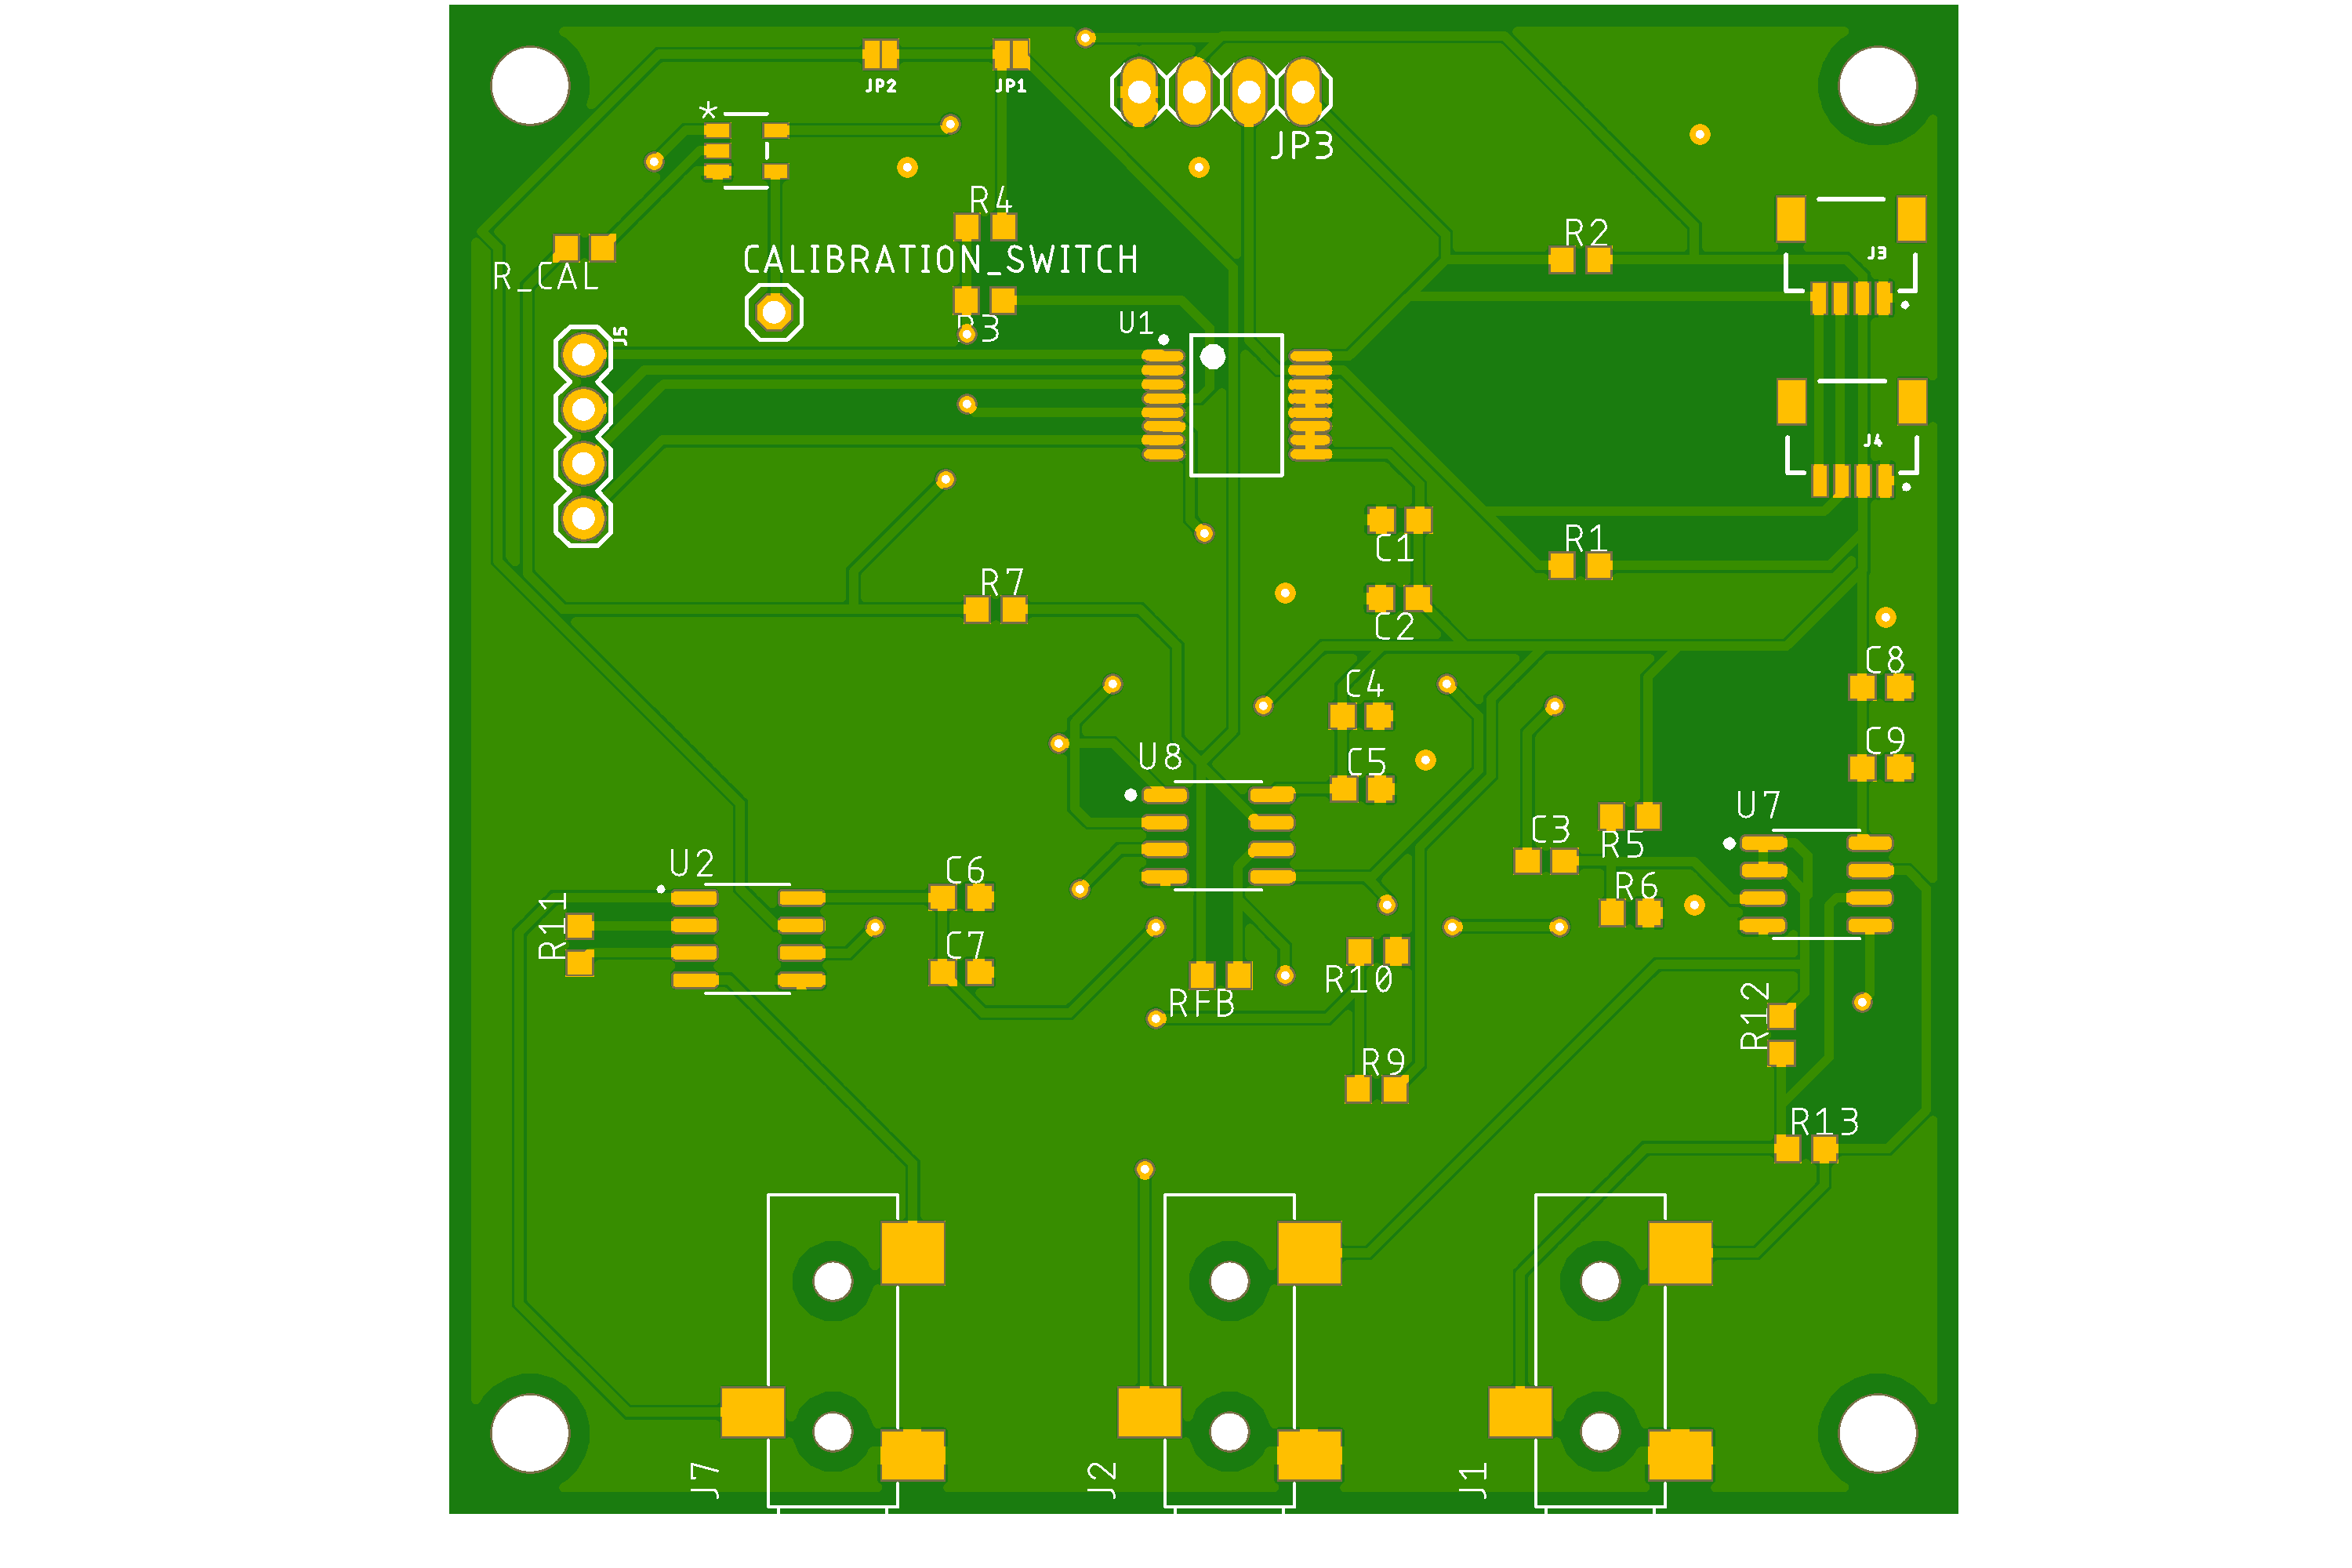 JP2
JP1
*
JP3
R4
R2
J3
CALIBRATION_SWITCH
R_CAL
J5
R3
U1
J4
C1
R1
R7
C2
C8
C4
C9
U8
C5
U7
C3
R5
U2
C6
R6
R11
C7
R10
RFB
R12
R9
R13
J7
J2
J1